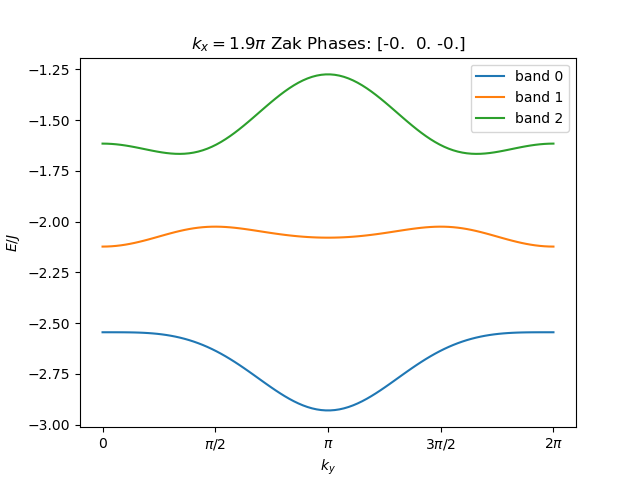 $k_x = 1.9\pi$ Zak Phases: [-0.  0. -0.]
band 0
band 1
band 2
−1.25
−1.50
−1.75
−2.00
−2.25
−2.50
−2.75
−3.00
E/J
0
π/2
π
3π/2
2π
$k_y$